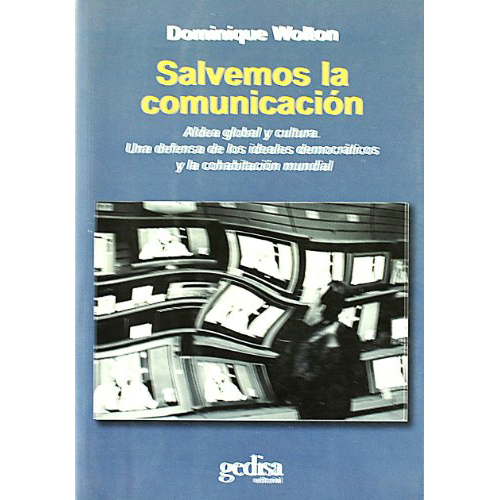 Dominique Wolton
Salvemos la
comunicación
Aldea global y cultura.
Una defensa de los ideales democráticos
y la cohabitación mundial
gedisa
editorial